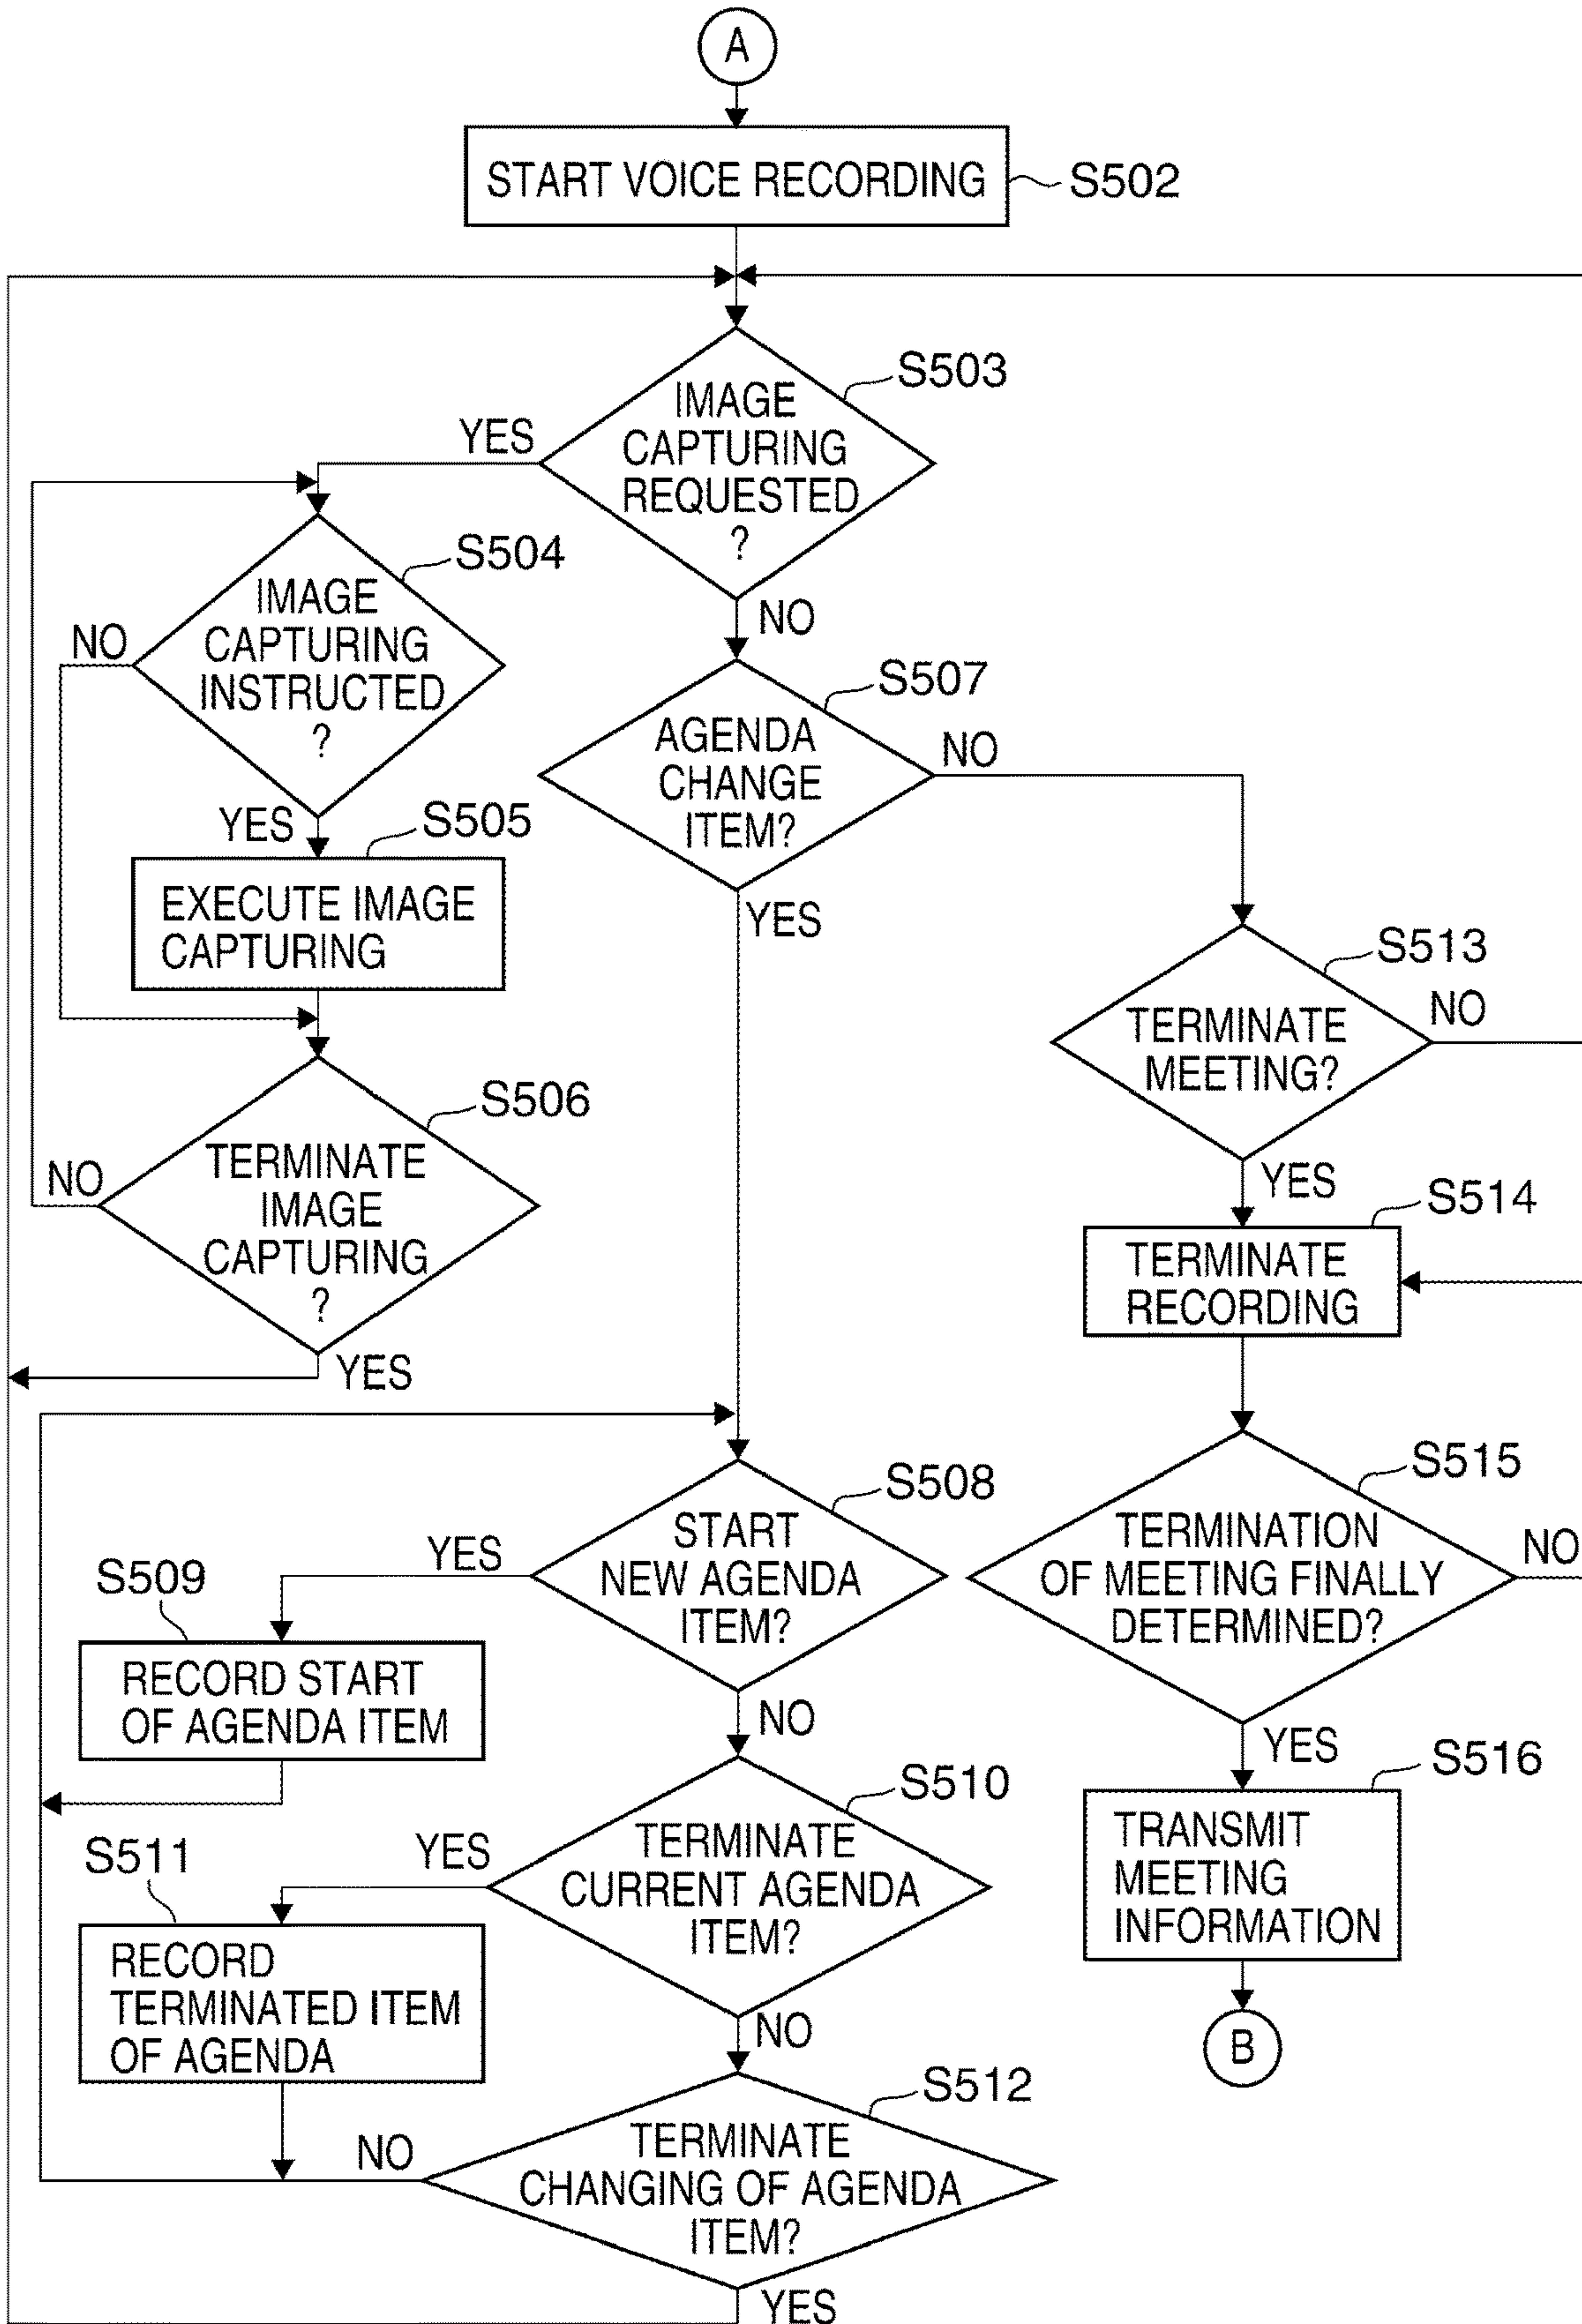 A
START VOICE RECORDING
S502
S503
IMAGE
CAPTURING
REQUESTED
?
YES
NO
S504
IMAGE
CAPTURING
INSTRUCTED
?
NO
YES
S505
EXECUTE IMAGE
CAPTURING
S506
TERMINATE
IMAGE
CAPTURING
?
NO
YES
S507
AGENDA
CHANGE
ITEM?
NO
YES
S513
TERMINATE
MEETING?
NO
YES
S514
TERMINATE
RECORDING
S515
TERMINATION
OF MEETING FINALLY
DETERMINED?
NO
YES
S516
TRANSMIT
MEETING
INFORMATION
B
S508
START
NEW AGENDA
ITEM?
YES
NO
S509
RECORD START
OF AGENDA ITEM
S510
TERMINATE
CURRENT AGENDA
ITEM?
YES
NO
S511
RECORD
TERMINATED ITEM
OF AGENDA
S512
TERMINATE
CHANGING OF AGENDA
ITEM?
NO
YES